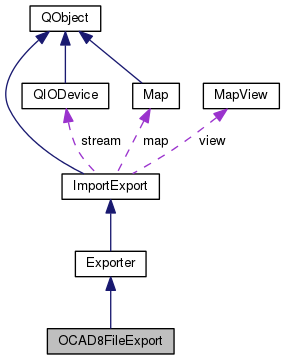 QObject
QIODevice
Map
MapView
stream
map
view
ImportExport
Exporter
OCAD8FileExport